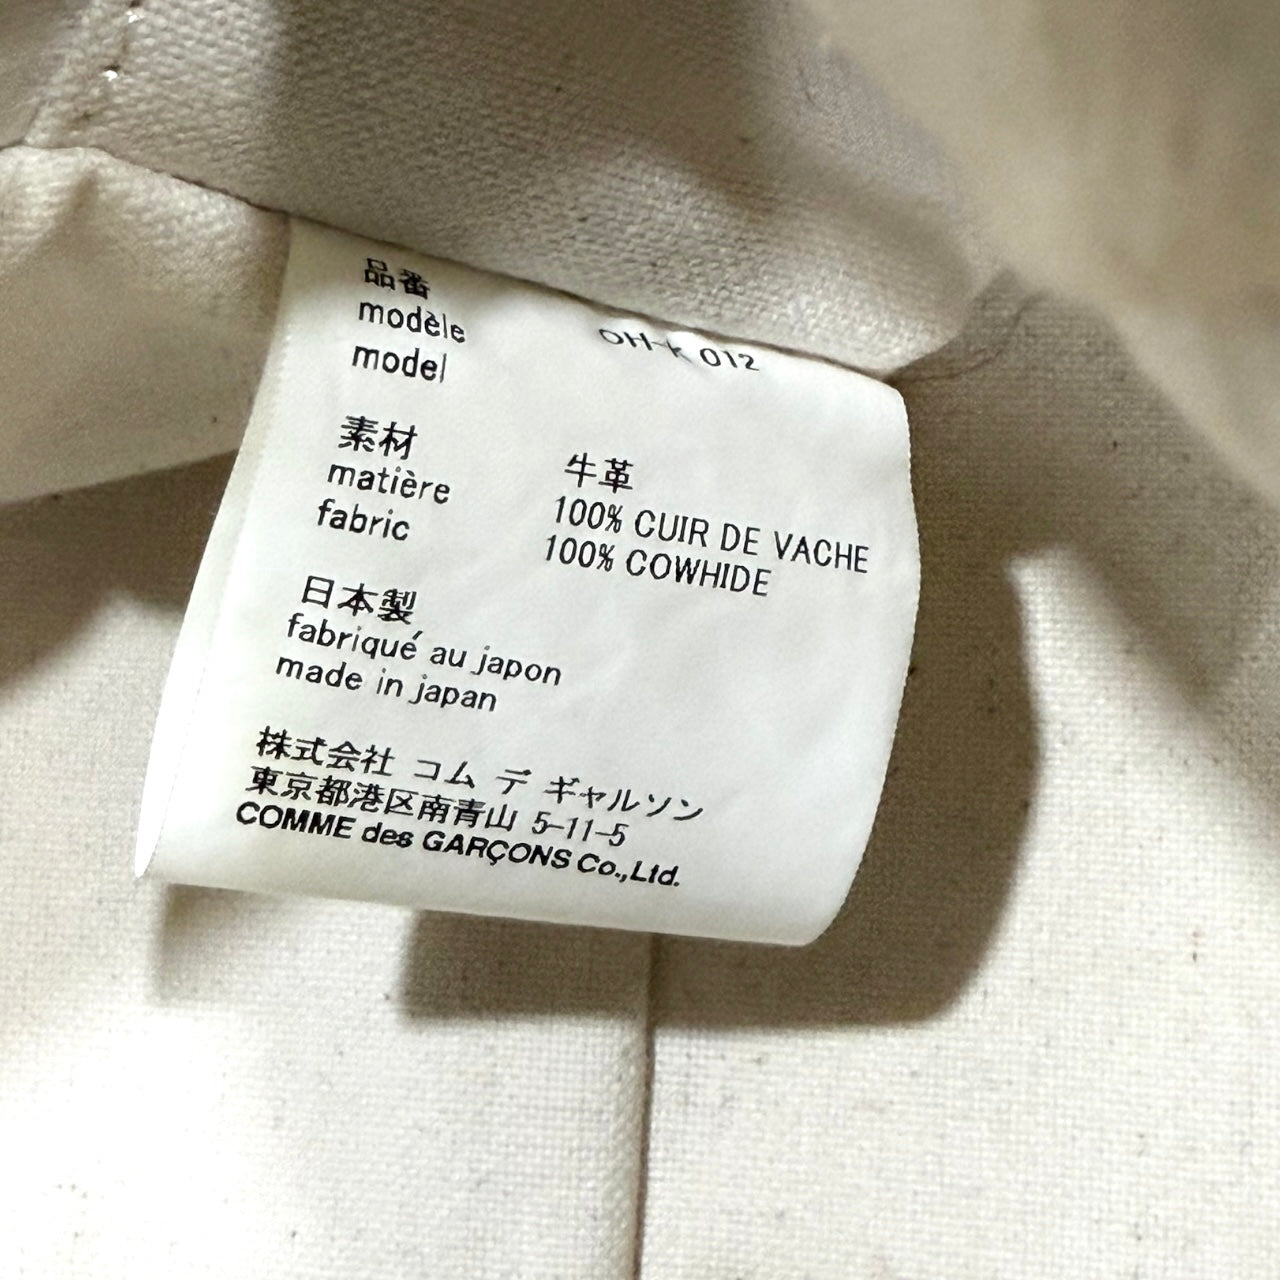 品番
modèle
model
OH-K 012
素材
matière
fabric
牛革
100% CUIR DE VACHE
100% COWHIDE
日本製
fabriqué au japon
made in japan
株式会社 コム デ ギャルソン
東京都港区南青山 5-11-5
COMME des GARÇONS Co.,Ltd.